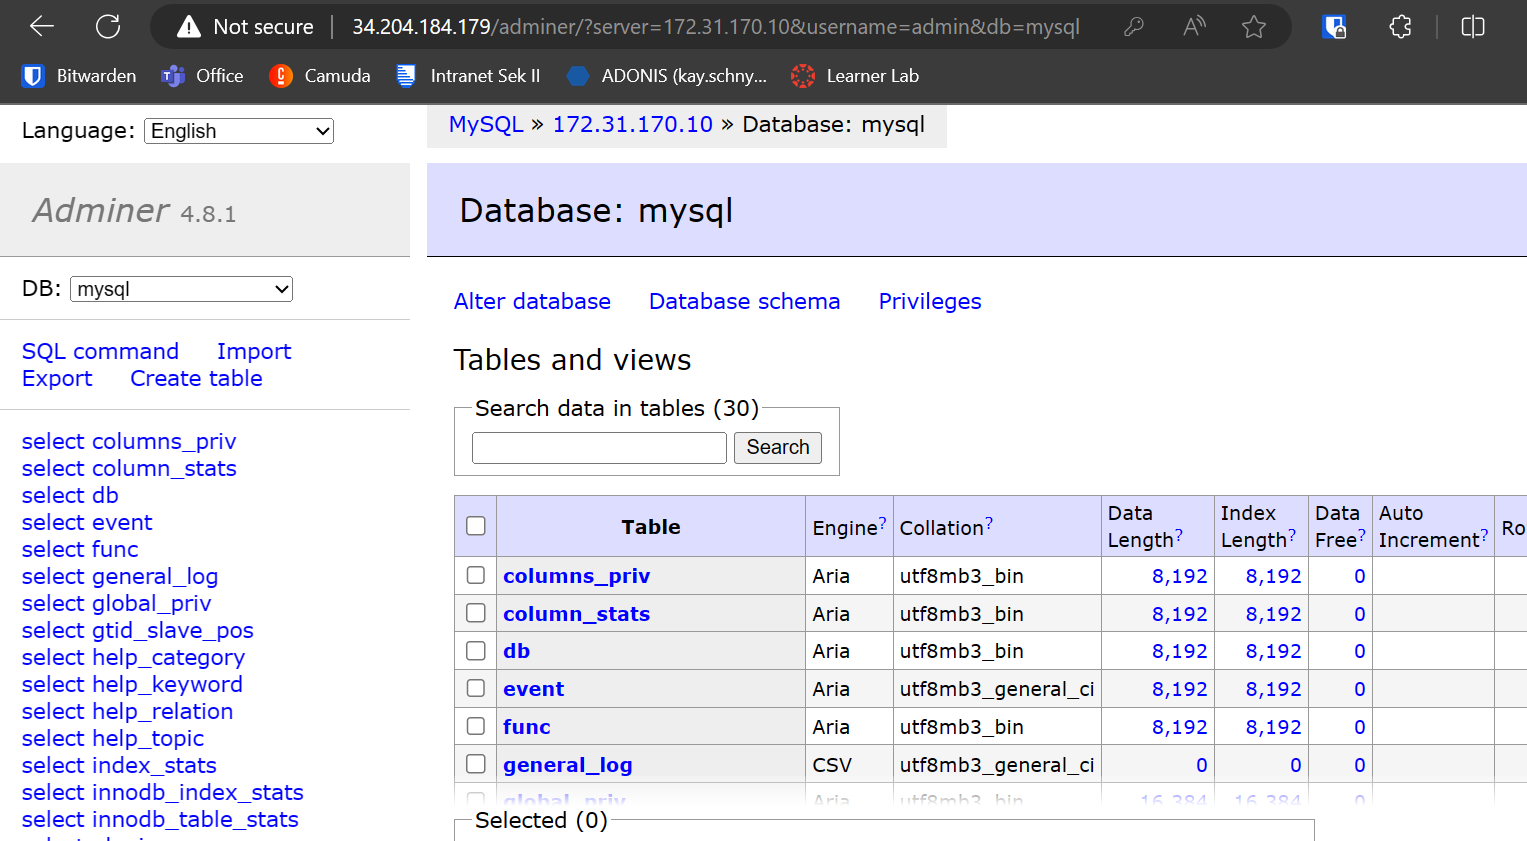 Not secure 34.204.184.179/adminer/?server=172.31.170.10&username=admin&db=mysql
Bitwarden Office Camuda Intranet Sek II ADONIS (kay.schny... Learner Lab
Language: English
MySQL » 172.31.170.10 » Database: mysql
Adminer 4.8.1
Database: mysql
DB: mysql
SQL command Import
Export Create table
select columns_priv
select column_stats
select db
select event
select func
select general_log
select global_priv
select gtid_slave_pos
select help_category
select help_keyword
select help_relation
select help_topic
select index_stats
select innodb_index_stats
select innodb_table_stats
Alter database Database schema Privileges
Tables and views
Search data in tables (30)
Search
Table Engine? Collation? Data Length? Index Length? Data Free? Auto Increment? Ro
columns_priv Aria utf8mb3_bin 8,192 8,192 0
column_stats Aria utf8mb3_bin 8,192 8,192 0
db Aria utf8mb3_bin 8,192 8,192 0
event Aria utf8mb3_general_ci 8,192 8,192 0
func Aria utf8mb3_bin 8,192 8,192 0
general_log CSV utf8mb3_general_ci 0 0 0
global_priv Aria utf8mb3_bin 16,384 16,384 0
Selected (0)